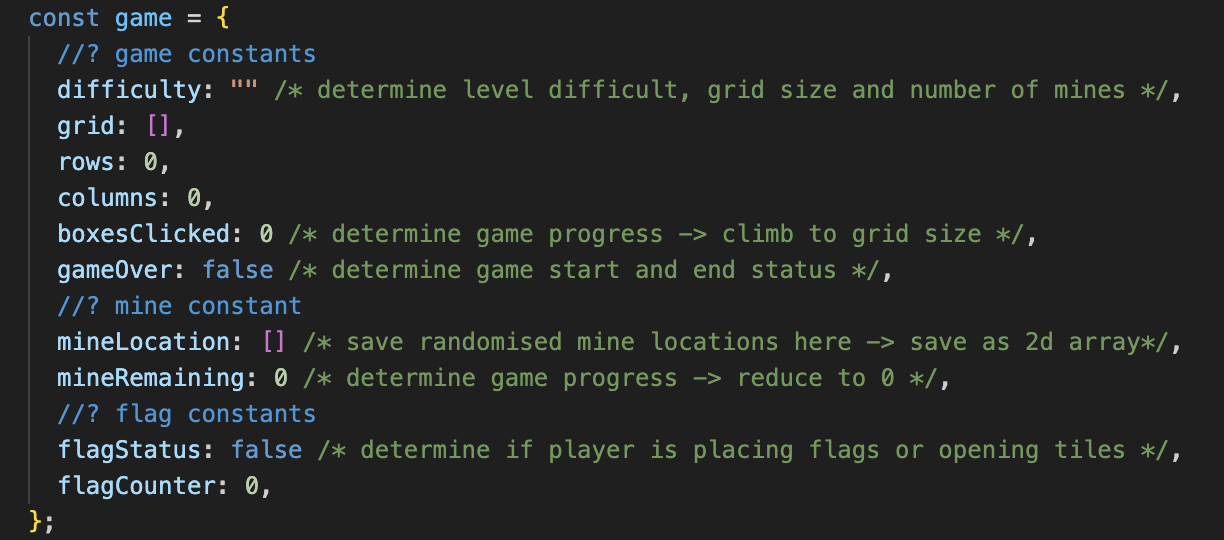 const game = {
//? game constants
difficulty: "" /* determine level difficult, grid size and number of mines */,
grid: [],
rows: 0,
columns: 0,
boxesClicked: 0 /* determine game progress -> climb to grid size */,
gameOver: false /* determine game start and end status */,
//? mine constant
mineLocation: [] /* save randomised mine locations here -> save as 2d array*/,
mineRemaining: 0 /* determine game progress -> reduce to 0 */,
//? flag constants
flagStatus: false /* determine if player is placing flags or opening tiles */,
flagCounter: 0,
};